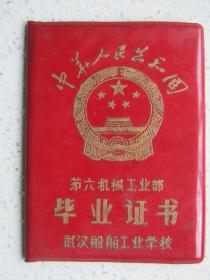 中华人民共和国
第六机械工业部
毕业证书
武汉船舶工业学校